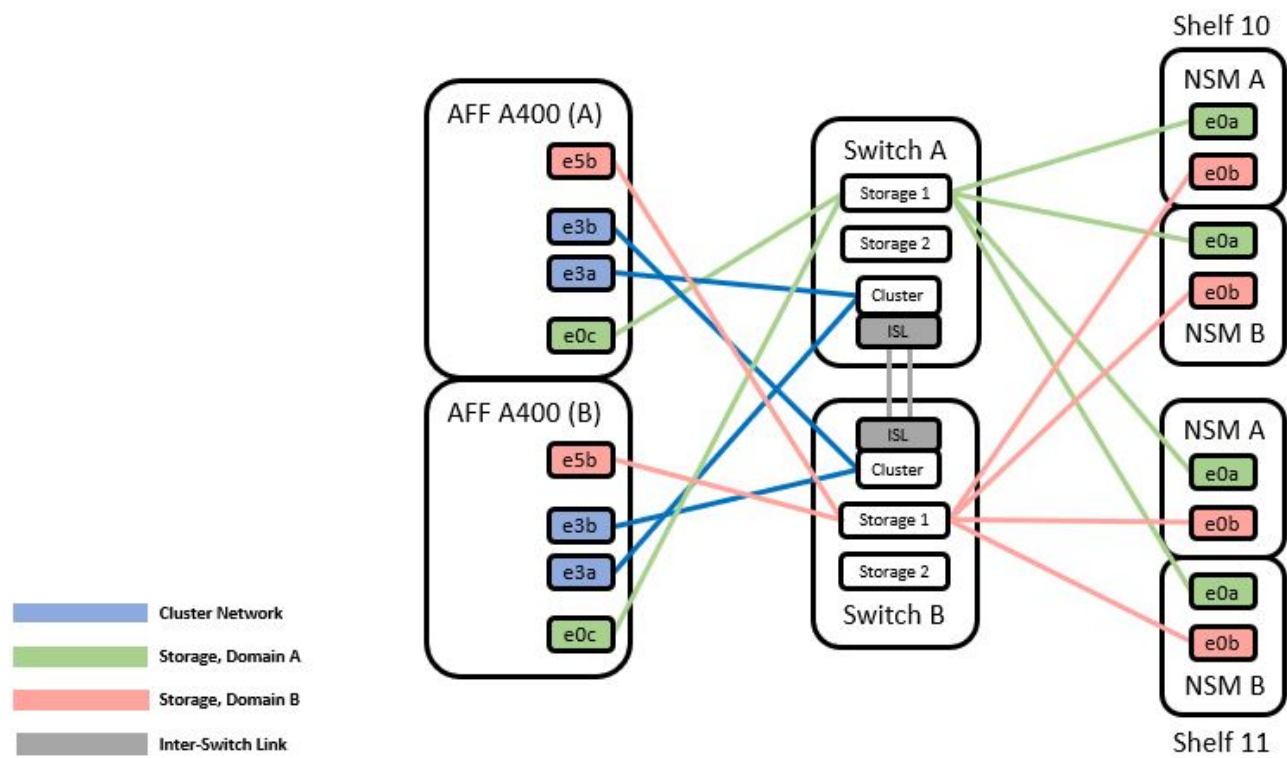 AFF A400 (A)
e5b
e3b
e3a
e0c
AFF A400 (B)
e5b
e3b
e3a
e0c
Switch A
Storage 1
Storage 2
Cluster
ISL
ISL
Cluster
Storage 1
Storage 2
Switch B
Shelf 10
NSM A
e0a
e0b
e0a
e0b
NSM B
NSM A
e0a
e0b
e0a
e0b
NSM B
Shelf 11
Cluster Network
Storage, Domain A
Storage, Domain B
Inter-Switch Link